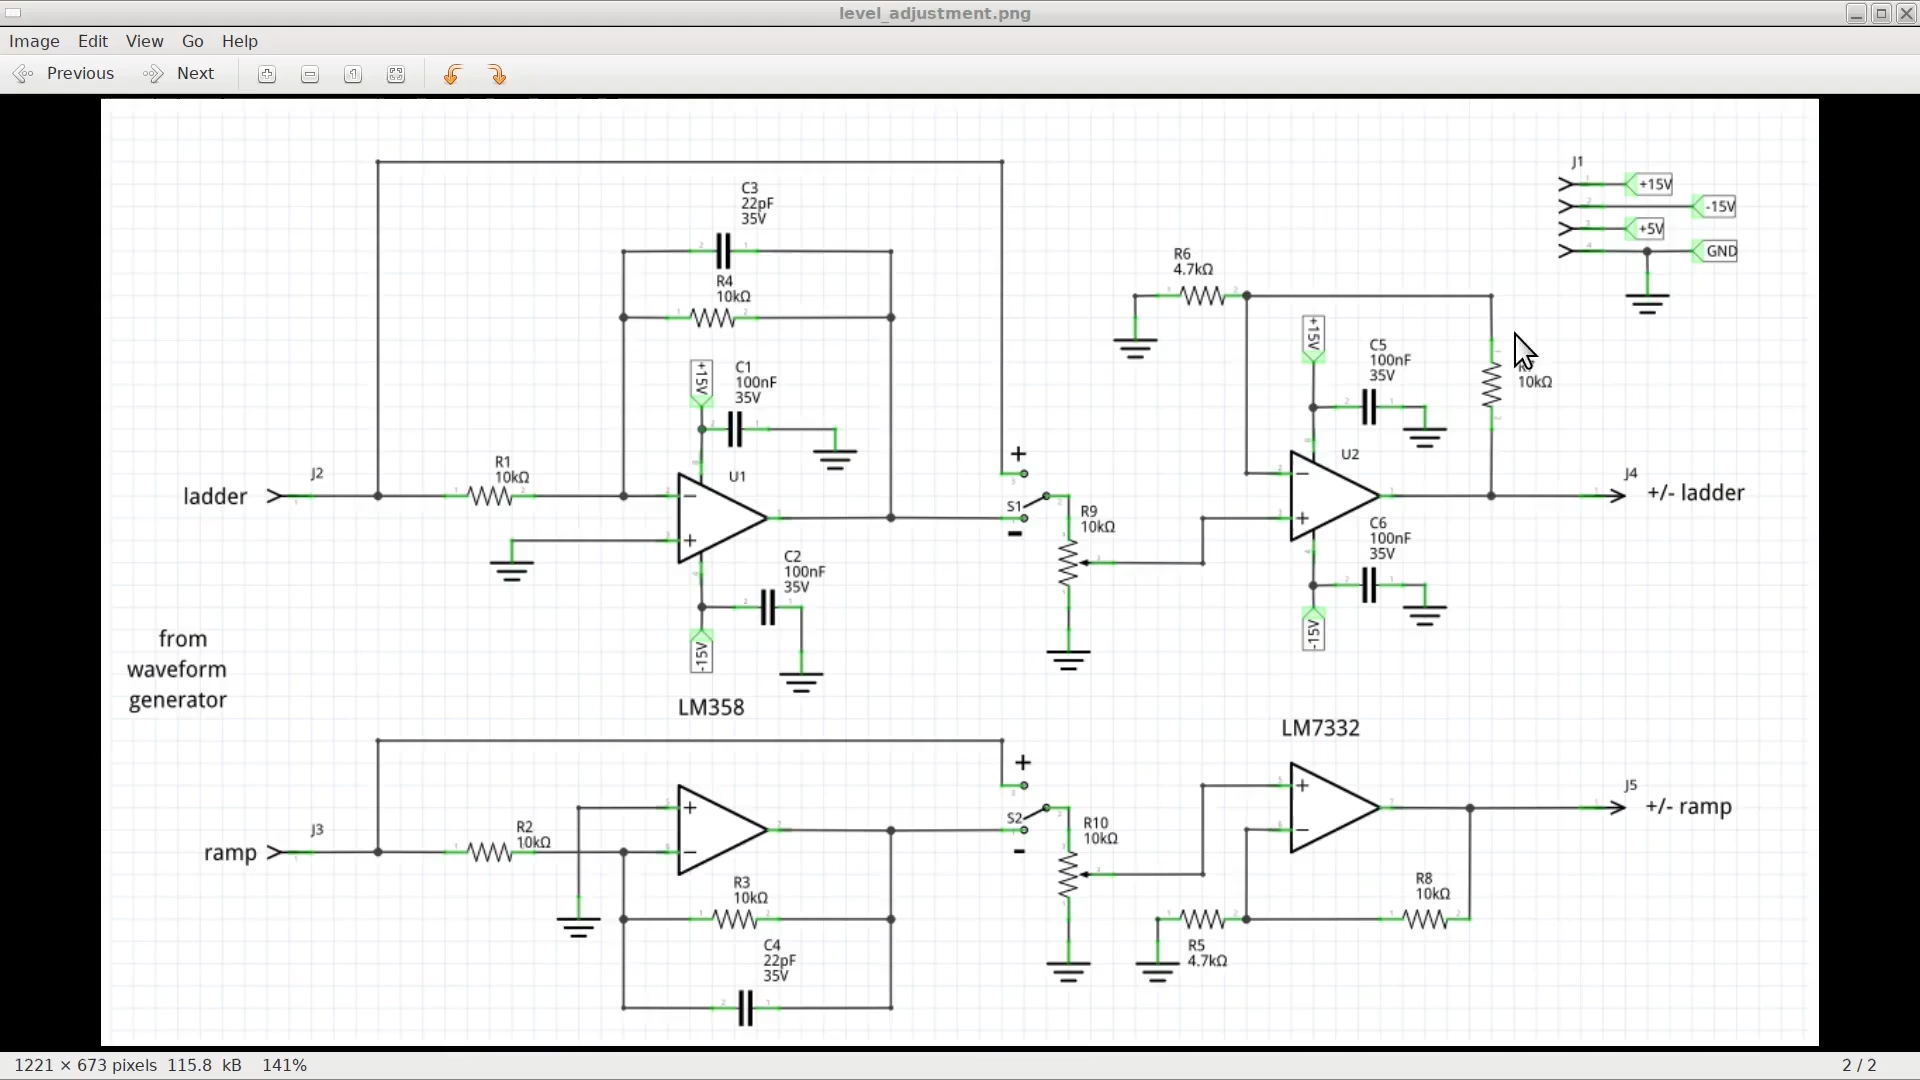 level_adjustment.png
Image Edit View Go Help
Previous Next
C3
22pF
35V
R4
10kΩ
+15V
C1
100nF
35V
J2
ladder
R1
10kΩ
U1
−
+
C2
100nF
35V
-15V
LM358
from
waveform
generator
+
S1
-
R9
10kΩ
R6
4.7kΩ
+15V
C5
100nF
35V
10kΩ
U2
−
+
C6
100nF
35V
-15V
J1
+15V
-15V
+5V
GND
J4
+/- ladder
LM7332
J3
ramp
R2
10kΩ
+
−
R3
10kΩ
C4
22pF
35V
+
S2
-
R10
10kΩ
+
−
R5
4.7kΩ
R8
10kΩ
J5
+/- ramp
1221 × 673 pixels 115.8 kB 141%
2 / 2